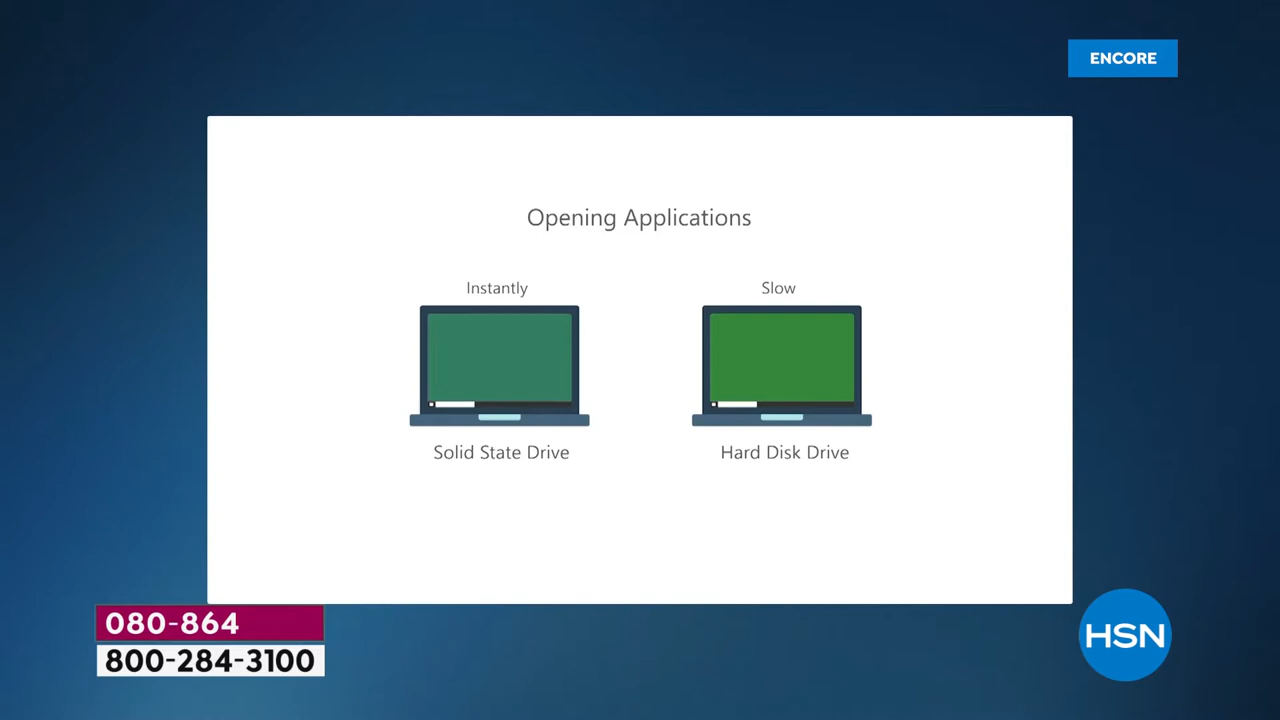 ENCORE
Opening Applications
Instantly
Slow
Solid State Drive
Hard Disk Drive
080-864
800-284-3100
HSN